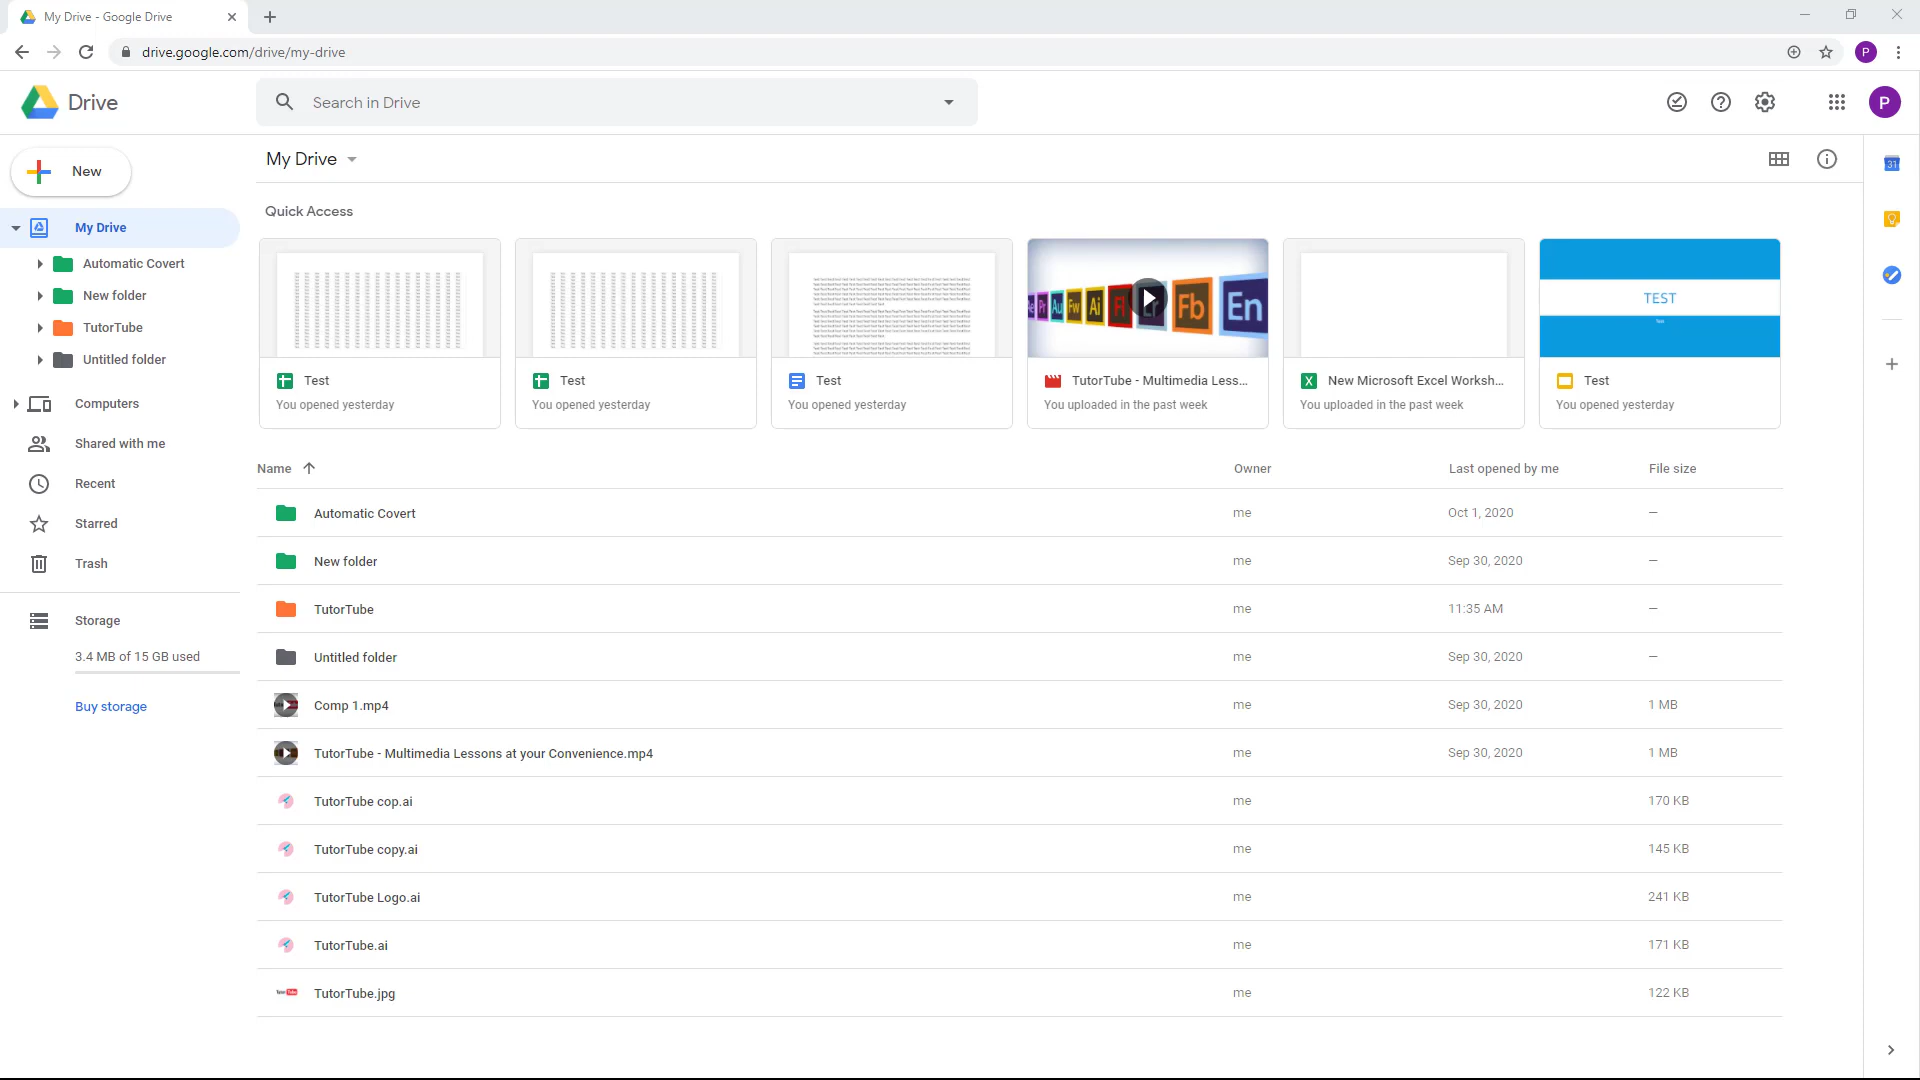 My Drive - Google Drive
drive.google.com/drive/my-drive
P
Drive
Search in Drive
P
New
My Drive
31
My Drive
Automatic Covert
New folder
TutorTube
Untitled folder
Computers
Shared with me
Recent
Starred
Trash
Storage
3.4 MB of 15 GB used
Buy storage
Quick Access
Pr Au Fw Ai Fb En
TEST
Test
You opened yesterday
Test
You opened yesterday
Test
You opened yesterday
TutorTube - Multimedia Less...
You uploaded in the past week
X New Microsoft Excel Worksh...
You uploaded in the past week
Test
You opened yesterday
Name Owner Last opened by me File size
Automatic Covert me Oct 1, 2020 —
New folder me Sep 30, 2020 —
TutorTube me 11:35 AM —
Untitled folder me Sep 30, 2020 —
Comp 1.mp4 me Sep 30, 2020 1 MB
TutorTube - Multimedia Lessons at your Convenience.mp4 me Sep 30, 2020 1 MB
TutorTube cop.ai me 170 KB
TutorTube copy.ai me 145 KB
TutorTube Logo.ai me 241 KB
TutorTube.ai me 171 KB
TutorTube.jpg me 122 KB